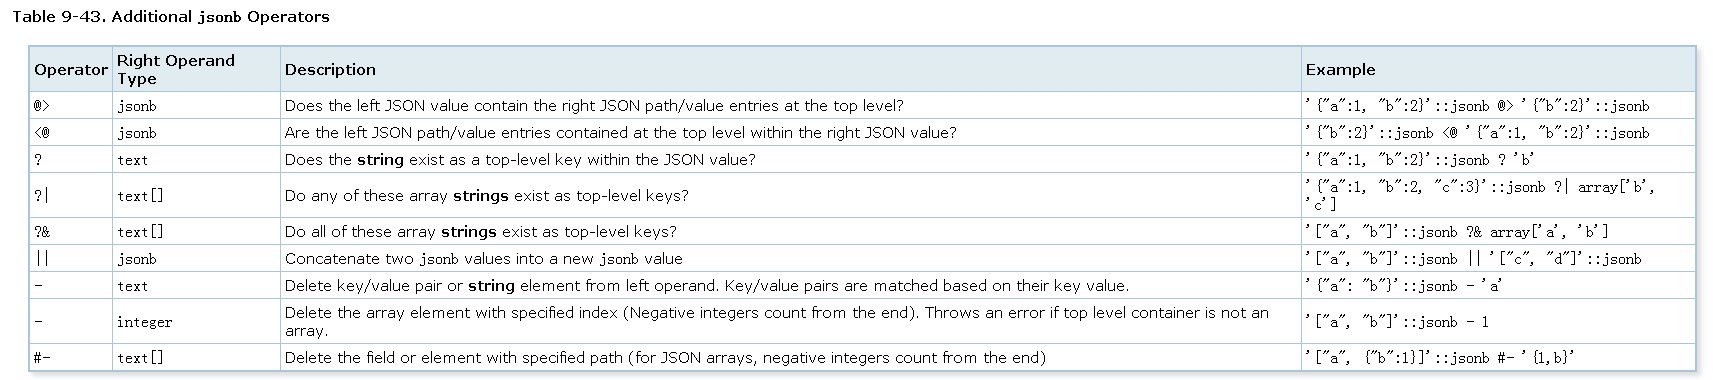 Table 9-43. Additional jsonb Operators
Operator Right Operand Type Description Example
@> jsonb Does the left JSON value contain the right JSON path/value entries at the top level? '{"a":1, "b":2}'::jsonb @> '{"b":2}'::jsonb
<@ jsonb Are the left JSON path/value entries contained at the top level within the right JSON value? '{"b":2}'::jsonb <@ '{"a":1, "b":2}'::jsonb
? text Does the string exist as a top-level key within the JSON value? '{"a":1, "b":2}'::jsonb ? 'b'
?| text[] Do any of these array strings exist as top-level keys? '{"a":1, "b":2, "c":3}'::jsonb ?| array['b', 'c']
?& text[] Do all of these array strings exist as top-level keys? '["a", "b"]'::jsonb ?& array['a', 'b']
|| jsonb Concatenate two jsonb values into a new jsonb value '["a", "b"]'::jsonb || '["c", "d"]'::jsonb
- text Delete key/value pair or string element from left operand. Key/value pairs are matched based on their key value. '{"a": "b"}'::jsonb - 'a'
- integer Delete the array element with specified index (Negative integers count from the end). Throws an error if top level container is not an array. '["a", "b"]'::jsonb - 1
#- text[] Delete the field or element with specified path (for JSON arrays, negative integers count from the end) '["a", {"b":1}]'::jsonb #- '{1,b}'